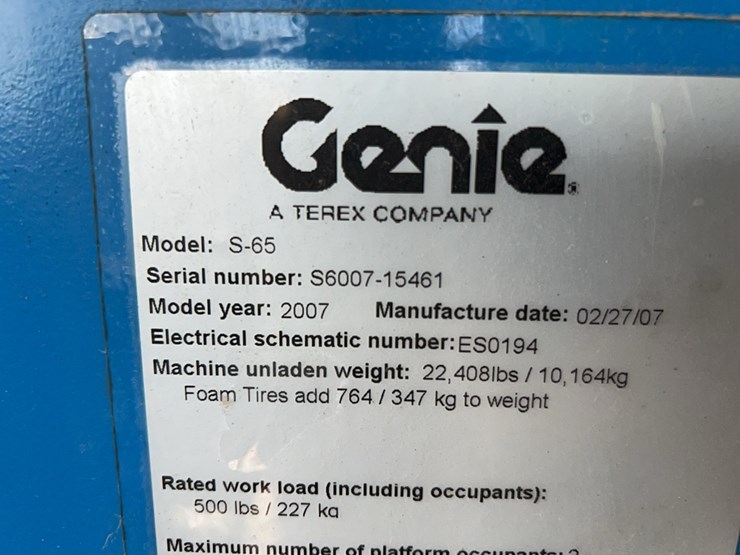 Genie
A TEREX COMPANY
Model: S-65
Serial number: S6007-15461
Model year: 2007 Manufacture date: 02/27/07
Electrical schematic number:ES0194
Machine unladen weight: 22,408lbs / 10,164kg
Foam Tires add 764 / 347 kg to weight
Rated work load (including occupants):
500 lbs / 227 kg
Maximum number of platform occupants: